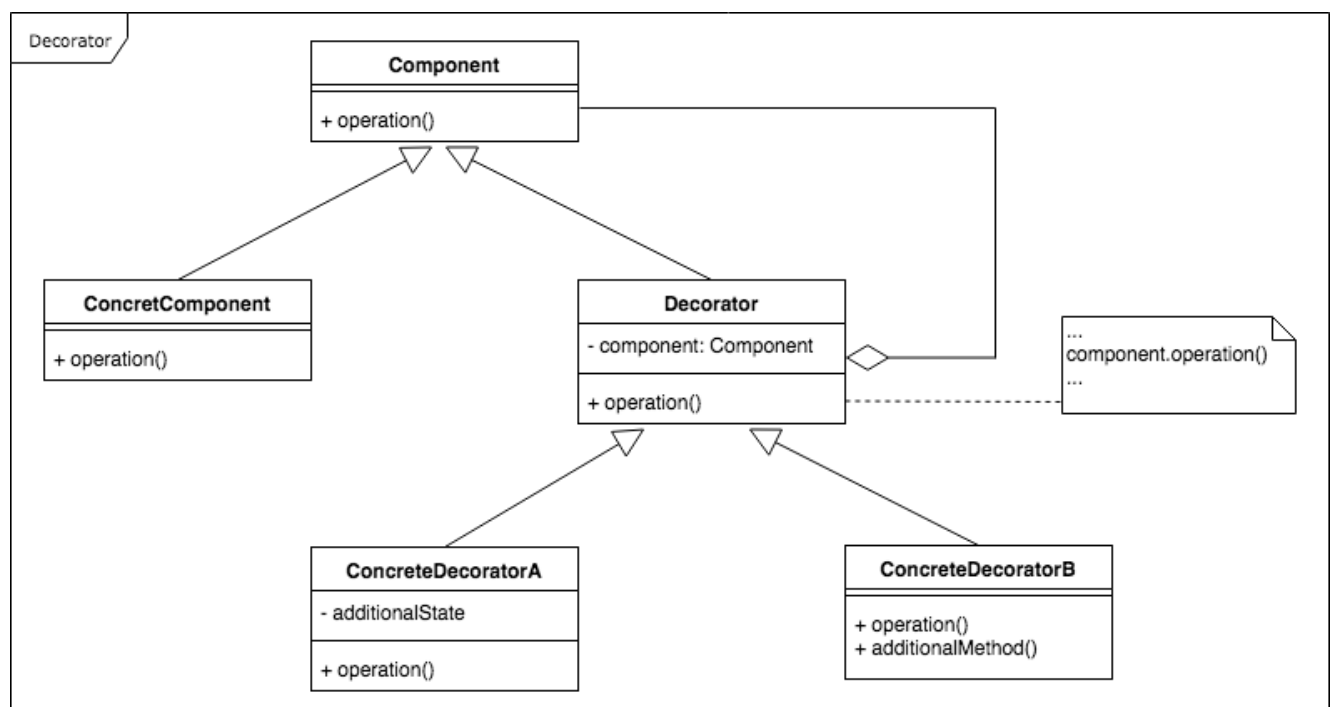 Decorator
Component
+ operation()
ConcretComponent
+ operation()
Decorator
- component: Component
+ operation()
...
component.operation()
...
ConcreteDecoratorA
- additionalState
+ operation()
ConcreteDecoratorB
+ operation()
+ additionalMethod()